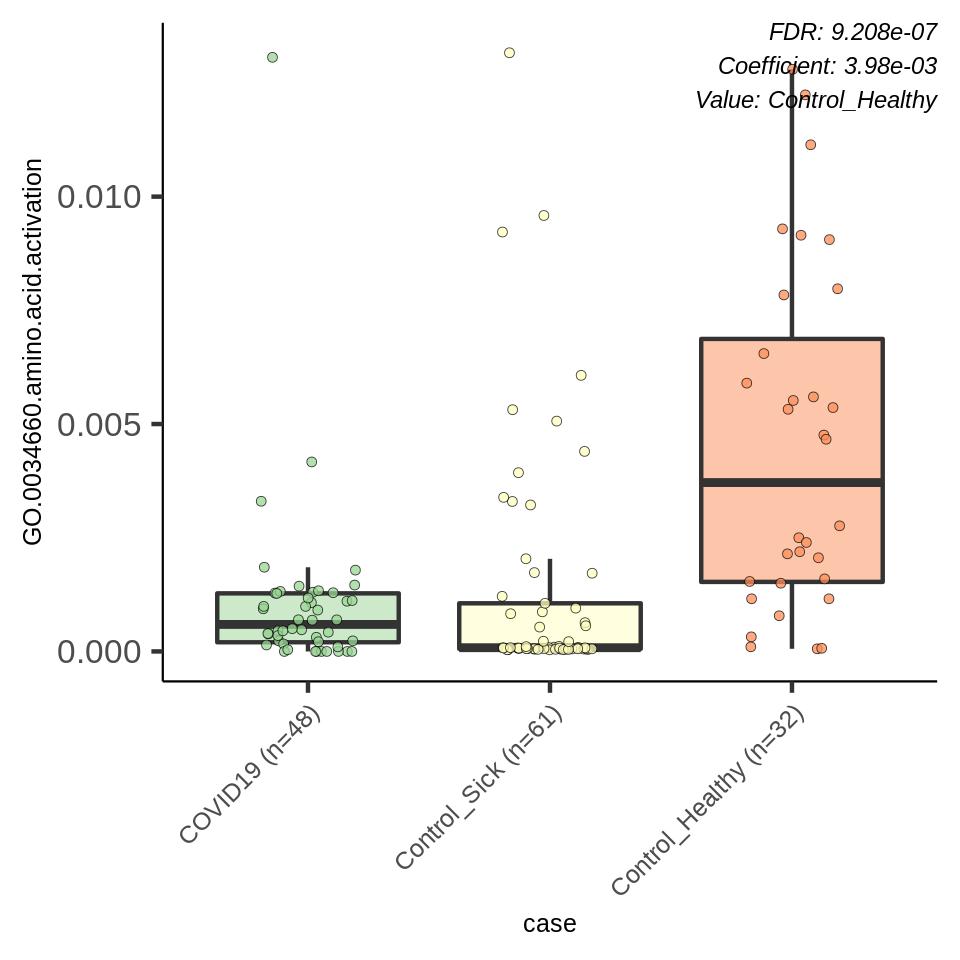 FDR: 9.208e-07
Coefficient: 3.98e-03
Value: Control_Healthy
GO.0034660.amino.acid.activation
0.010
0.005
0.000
COVID19 (n=48)
Control_Sick (n=61)
Control_Healthy (n=32)
case